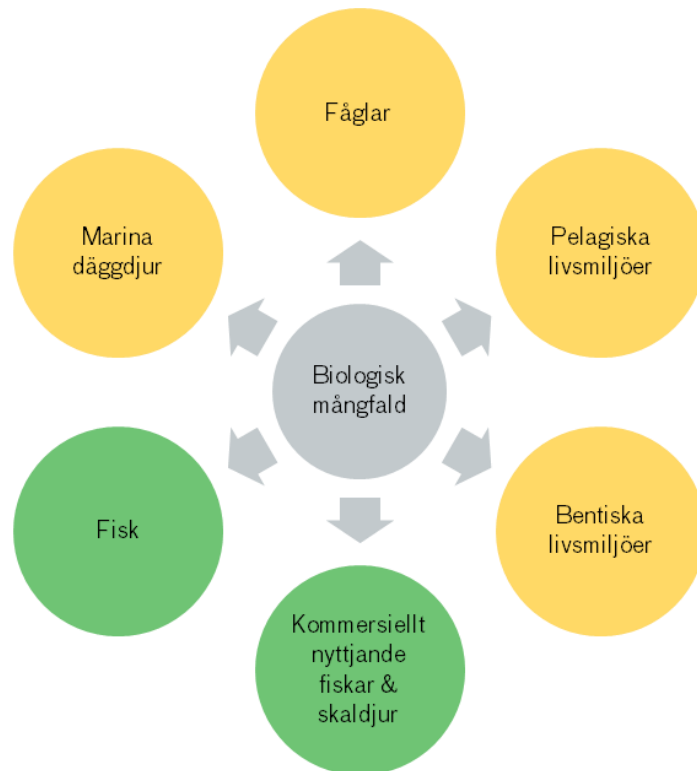 Fåglar
Marina
däggdjur
Pelagiska
livsmiljöer
Biologisk
mångfald
Fisk
Bentiska
livsmiljöer
Kommersiellt
nyttjande
fiskar &
skaldjur